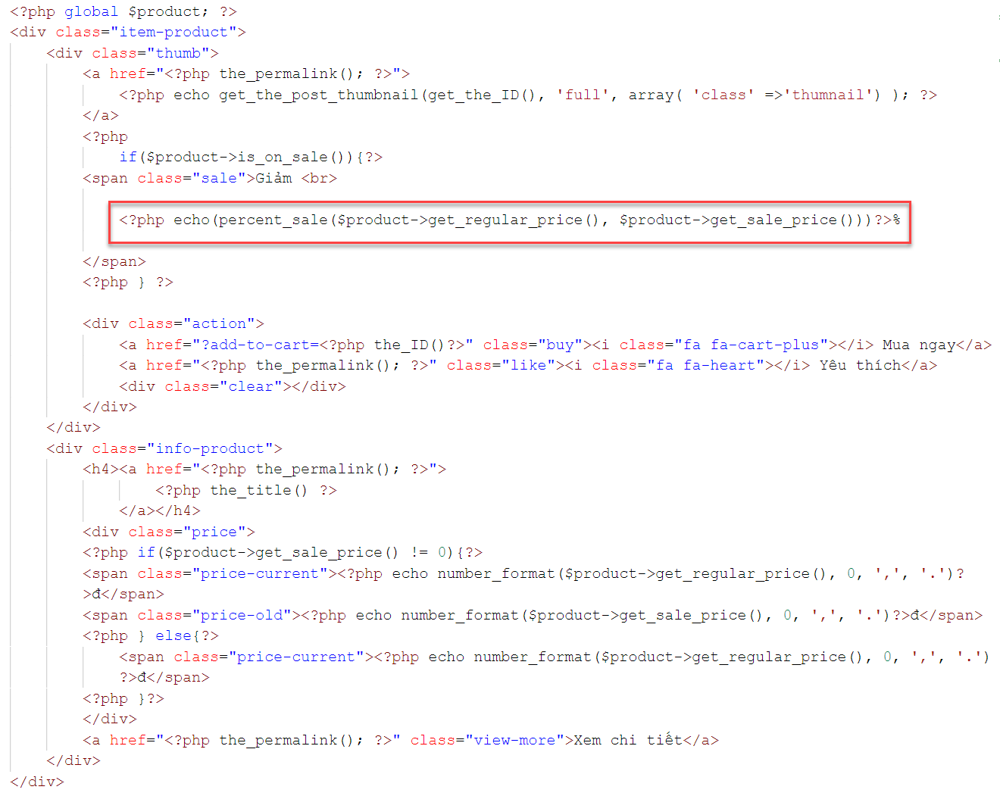 <?php global $product; ?>
<div class="item-product">
<div class="thumb">
<a href="<?php the_permalink(); ?>">
<?php echo get_the_post_thumbnail(get_the_ID(), 'full', array( 'class' =>'thumnail') ); ?>
</a>
<?php
if($product->is_on_sale()){?>
<span class="sale">Giảm <br>
<?php echo(percent_sale($product->get_regular_price(), $product->get_sale_price()))?>%
</span>
<?php } ?>
<div class="action">
<a href="?add-to-cart=<?php the_ID()?>" class="buy"><i class="fa fa-cart-plus"></i> Mua ngay</a>
<a href="<?php the_permalink(); ?>" class="like"><i class="fa fa-heart"></i> Yêu thích</a>
<div class="clear"></div>
</div>
</div>
<div class="info-product">
<h4><a href="<?php the_permalink(); ?>">
<?php the_title() ?>
</a></h4>
<div class="price">
<?php if($product->get_sale_price() != 0){?>
<span class="price-current"><?php echo number_format($product->get_regular_price(), 0, ',', '.')?
>đ</span>
<span class="price-old"><?php echo number_format($product->get_sale_price(), 0, ',', '.')?>đ</span>
<?php } else{?>
<span class="price-current"><?php echo number_format($product->get_regular_price(), 0, ',', '.')
?>đ</span>
<?php }?>
</div>
<a href="<?php the_permalink(); ?>" class="view-more">Xem chi tiết</a>
</div>
</div>